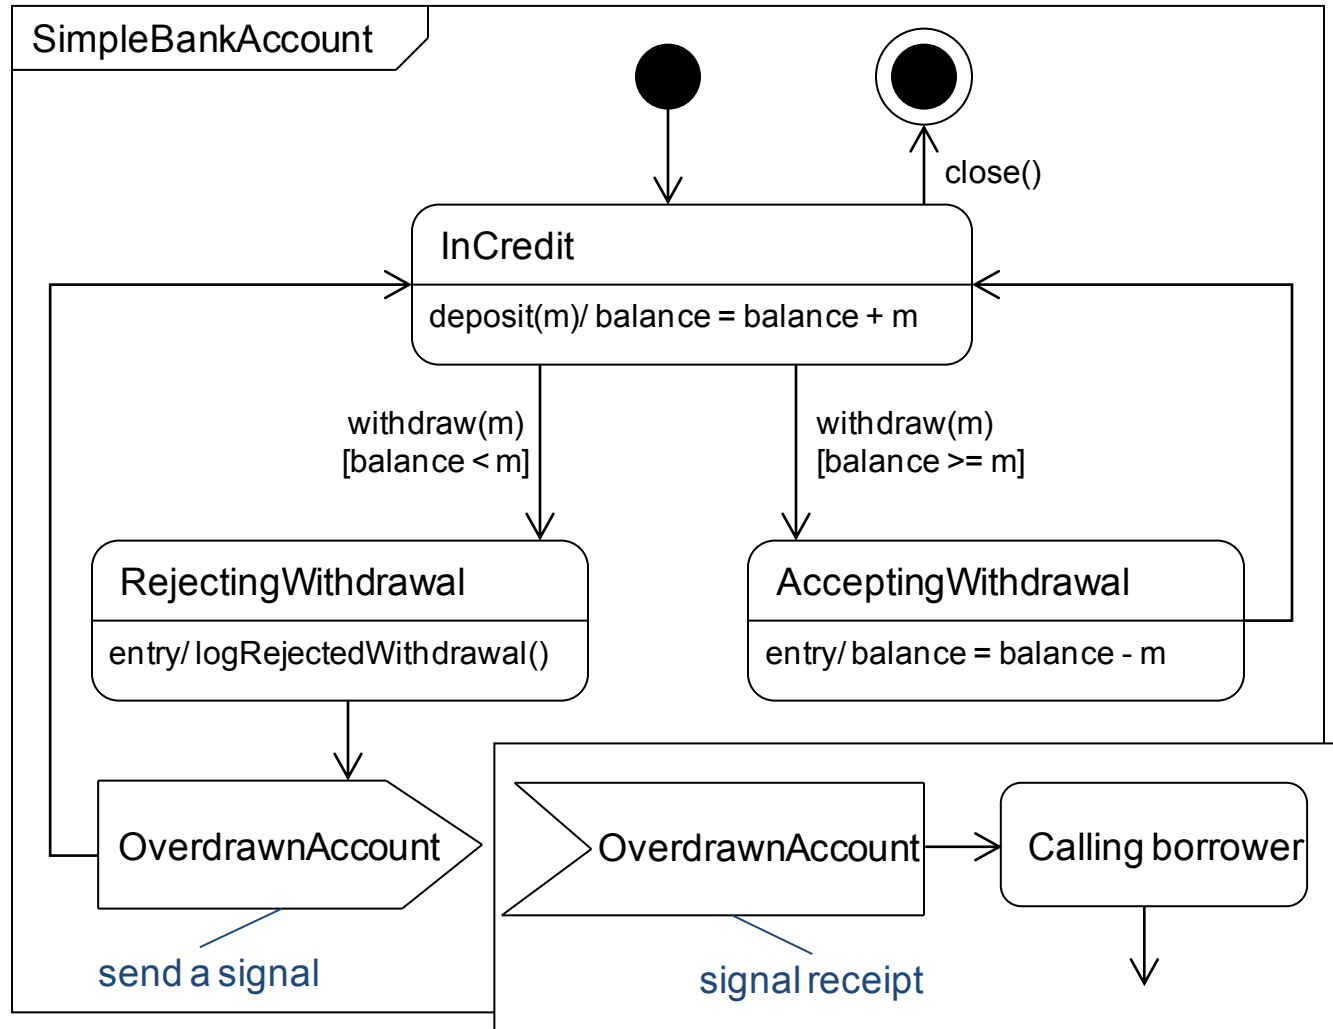 SimpleBankAccount
close()
InCredit
deposit(m)/ balance = balance + m
withdraw(m)
[balance < m]
withdraw(m)
[balance >= m]
RejectingWithdrawal
entry/ logRejectedWithdrawal()
AcceptingWithdrawal
entry/ balance = balance - m
OverdrawnAccount
OverdrawnAccount
Calling borrower
send a signal
signal receipt